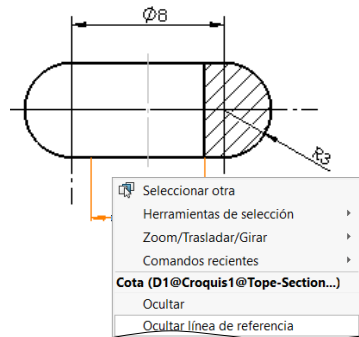 Ø8
R3
Seleccionar otra
Herramientas de selección
Zoom/Trasladar/Girar
Comandos recientes
Cota (D1@Croquis1@Tope-Section...)
Ocultar
Ocultar línea de referencia